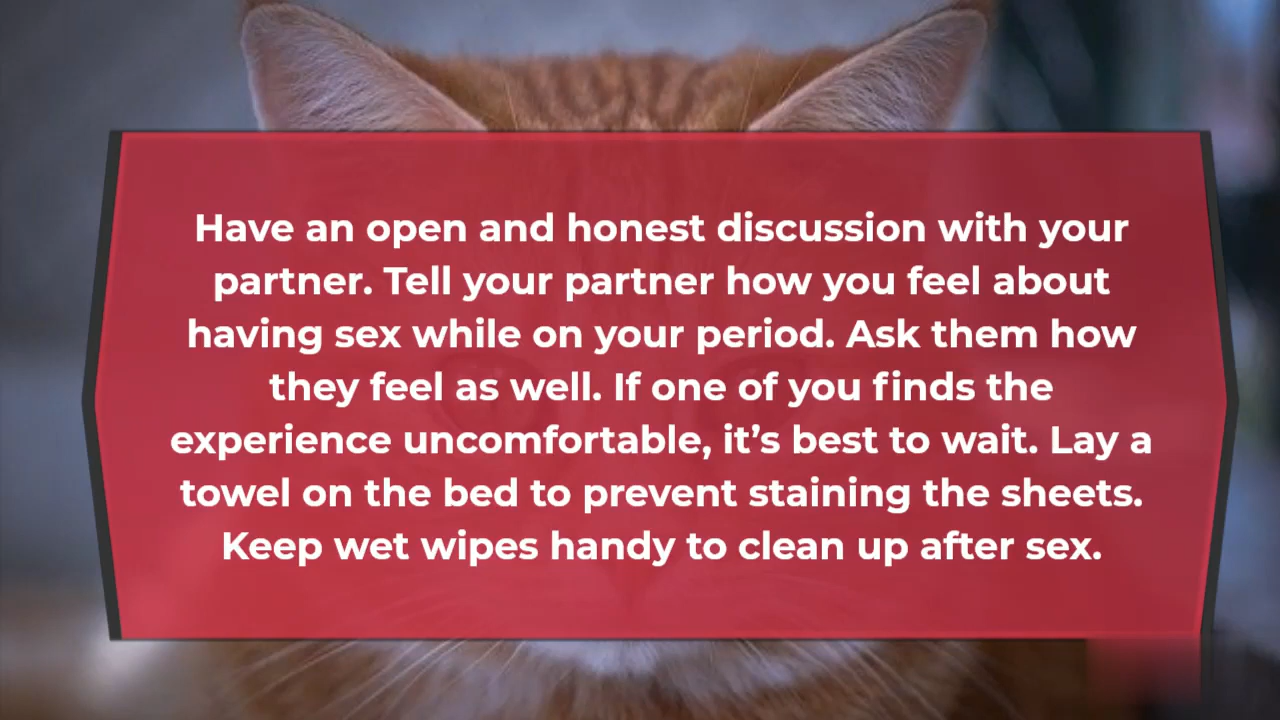 Have an open and honest discussion with your
partner. Tell your partner how you feel about
having sex while on your period. Ask them how
they feel as well. If one of you finds the
experience uncomfortable, it’s best to wait. Lay a
towel on the bed to prevent staining the sheets.
Keep wet wipes handy to clean up after sex.